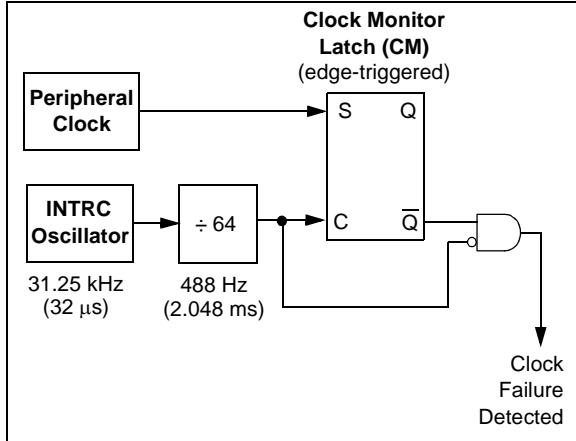 Clock Monitor
Latch (CM)
(edge-triggered)
Peripheral
Clock
S
Q
INTRC
Oscillator
÷ 64
C
Q̅
31.25 kHz
(32 μs)
488 Hz
(2.048 ms)
Clock
Failure
Detected